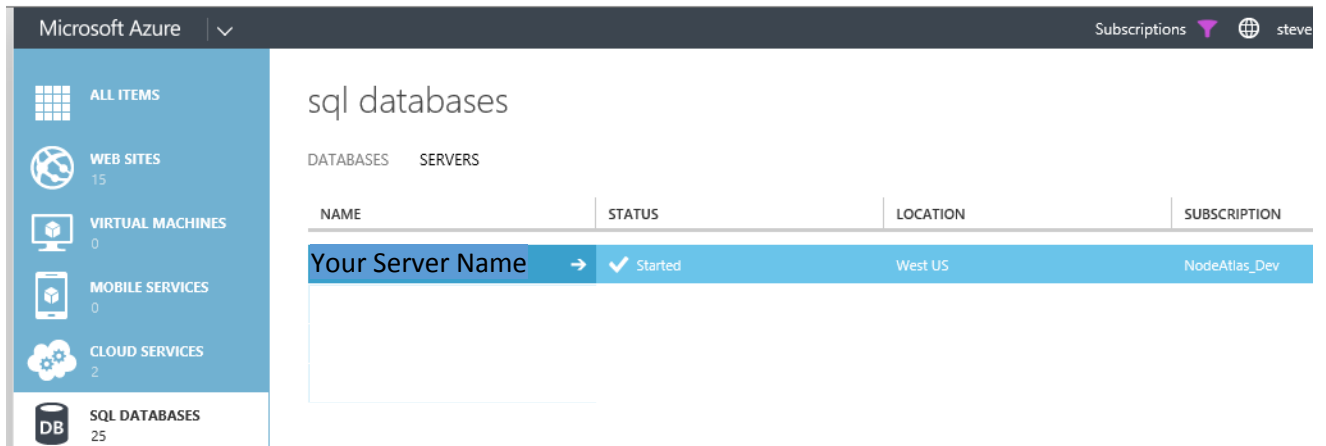 Microsoft Azure
Subscriptions steve
ALL ITEMS
WEB SITES
15
VIRTUAL MACHINES
0
MOBILE SERVICES
0
CLOUD SERVICES
2
DB
SQL DATABASES
25
sql databases
DATABASES SERVERS
NAME STATUS LOCATION SUBSCRIPTION
Your Server Name Started West US NodeAtlas_Dev